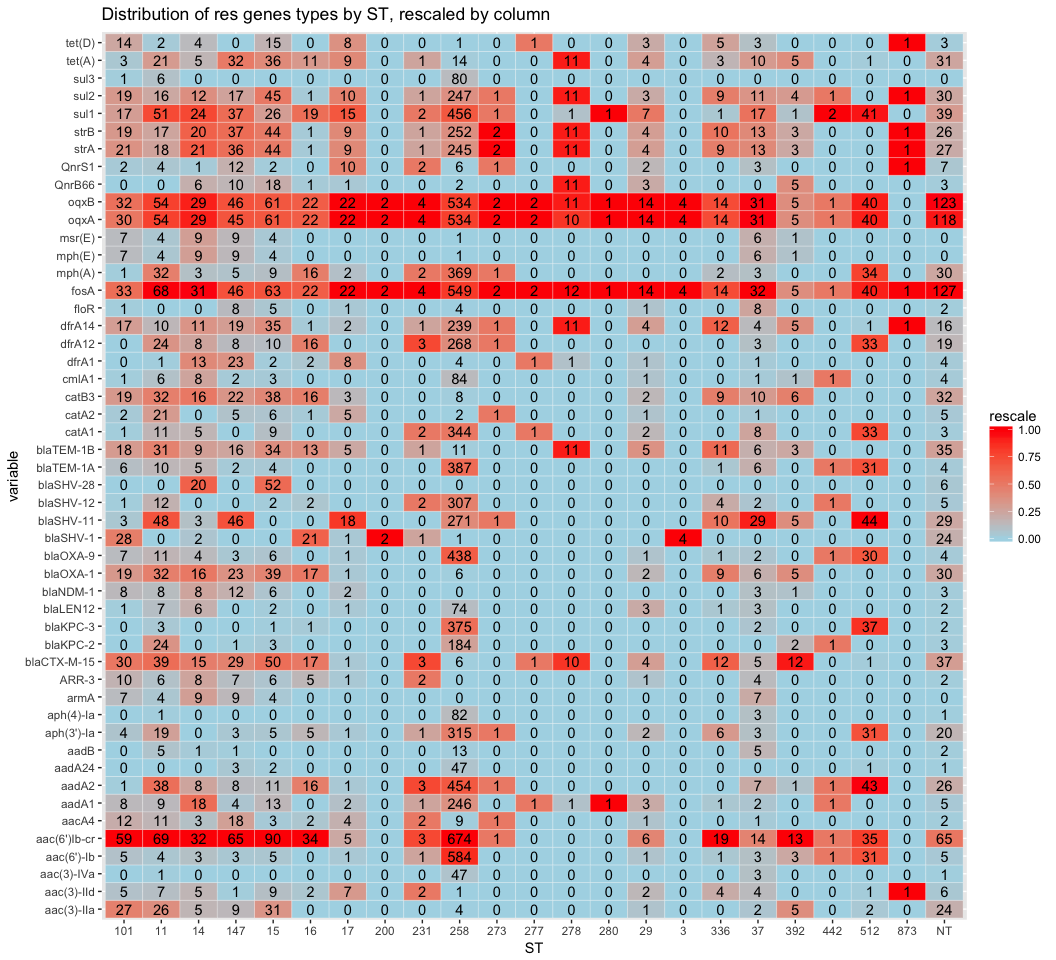 Distribution of res genes types by ST, rescaled by column
tet(D) 14 2 4 0 15 0 8 0 0 1 0 1 0 0 3 0 5 3 0 0 0 1 3
tet(A) 3 21 5 32 36 11 9 0 1 14 0 0 11 0 4 0 3 10 5 0 1 0 31
sul3 1 6 0 0 0 0 0 0 0 80 0 0 0 0 0 0 0 0 0 0 0 0 0
sul2 19 16 12 17 45 1 10 0 0 247 1 0 11 0 3 0 9 11 4 1 0 1 30
sul1 17 51 24 37 26 19 15 0 2 456 1 0 1 1 7 0 1 17 1 2 41 0 39
strB 19 17 20 37 44 1 9 0 0 252 2 0 11 0 4 0 10 13 3 0 0 1 26
strA 21 18 21 36 44 1 9 0 1 245 2 0 11 0 4 0 9 13 3 0 0 1 27
QnrS1 2 4 1 12 2 0 10 0 2 6 1 0 0 0 2 0 0 3 0 0 0 1 7
QnrB66 0 0 6 10 18 1 1 0 0 2 0 0 11 0 3 0 0 0 5 0 0 0 3
oqxB 32 54 29 46 61 22 22 2 4 534 2 2 11 1 14 4 14 31 5 1 40 0 123
oqxA 30 54 29 45 61 22 22 2 4 534 2 2 10 1 14 4 14 31 5 1 40 0 118
msr(E) 7 4 9 9 4 0 0 0 0 1 0 0 0 0 0 0 0 6 1 0 0 0 0
mph(E) 7 4 9 9 4 0 0 0 0 1 0 0 0 0 0 0 0 6 1 0 0 0 0
mph(A) 1 32 3 5 9 16 2 0 2 369 1 0 0 0 0 0 2 3 0 0 34 0 30
fosA 33 68 31 46 63 22 22 2 4 549 2 2 12 1 14 4 14 32 5 1 40 1 127
floR 1 0 0 8 5 0 1 0 0 4 0 0 0 0 0 0 0 8 0 0 0 0 2
dfrA14 17 10 11 19 35 1 2 0 1 239 1 0 11 0 4 0 12 4 5 0 1 1 16
dfrA12 0 24 8 8 10 16 0 0 3 268 1 0 0 0 0 0 0 3 0 0 33 0 19
dfrA1 0 1 13 23 2 2 8 0 0 4 0 1 1 0 1 0 0 1 0 0 0 0 4
cmlA1 1 6 8 2 3 0 0 0 0 84 0 0 0 0 1 0 0 1 1 1 0 0 4
catB3 19 32 16 22 38 16 3 0 0 8 0 0 0 0 1 0 9 10 6 0 0 0 32
catA2 2 21 0 5 6 1 5 0 0 2 1 0 0 0 1 0 0 1 0 0 0 0 5
catA1 1 11 5 0 9 0 0 0 2 344 0 1 0 0 2 0 0 8 0 0 33 0 3
blaTEM-1B 18 31 9 16 34 13 5 0 1 11 0 0 11 0 5 0 11 6 3 0 0 0 35
blaTEM-1A 6 10 5 2 4 0 0 0 0 387 0 0 0 0 0 0 1 6 0 1 31 0 4
blaSHV-28 0 0 20 0 52 0 0 0 0 0 0 0 0 0 0 0 0 0 0 0 0 0 6
blaSHV-12 1 12 0 0 2 2 0 0 2 307 0 0 0 0 0 0 4 2 0 1 0 0 5
blaSHV-11 3 48 3 46 0 0 18 0 0 271 1 0 0 0 0 0 10 29 5 0 44 0 29
blaSHV-1 28 0 2 0 0 21 1 2 1 1 0 0 0 0 0 4 0 0 0 0 0 0 24
blaOXA-9 7 11 4 3 6 0 1 0 0 438 0 0 0 0 1 0 1 2 0 1 30 0 4
blaOXA-1 19 32 16 23 39 17 1 0 0 6 0 0 0 0 2 0 9 6 5 0 0 0 30
blaNDM-1 8 8 8 12 6 0 2 0 0 0 0 0 0 0 0 0 0 3 1 0 0 0 3
blaLEN12 1 7 6 0 2 0 1 0 0 74 0 0 0 0 3 0 1 3 0 0 0 0 2
blaKPC-3 0 3 0 0 1 1 0 0 0 375 0 0 0 0 0 0 0 2 0 0 37 0 2
blaKPC-2 0 24 0 1 3 0 0 0 0 184 0 0 0 0 0 0 0 0 2 1 0 0 3
blaCTX-M-15 30 39 15 29 50 17 1 0 3 6 0 1 10 0 4 0 12 5 12 0 1 0 37
ARR-3 10 6 8 7 6 5 1 0 2 0 0 0 0 0 1 0 0 4 0 0 0 0 2
armA 7 4 9 9 4 0 0 0 0 0 0 0 0 0 0 0 0 7 0 0 0 0 0
aph(4)-Ia 0 1 0 0 0 0 0 0 0 82 0 0 0 0 0 0 0 3 0 0 0 0 1
aph(3')-Ia 4 19 0 3 5 5 1 0 1 315 1 0 0 0 2 0 6 3 0 0 31 0 20
aadB 0 5 1 1 0 0 0 0 0 13 0 0 0 0 0 0 0 5 0 0 0 0 2
aadA24 0 0 0 3 2 0 0 0 0 47 0 0 0 0 0 0 0 0 0 0 1 0 1
aadA2 1 38 8 8 11 16 1 0 3 454 1 0 0 0 0 0 0 7 1 1 43 0 26
aadA1 8 9 18 4 13 0 2 0 1 246 0 1 1 1 3 0 1 2 0 1 0 0 5
aacA4 12 11 3 18 3 2 4 0 2 9 1 0 0 0 1 0 0 1 0 0 0 0 2
aac(6')Ib-cr 59 69 32 65 90 34 5 0 3 674 1 0 0 0 6 0 19 14 13 1 35 0 65
aac(6')-Ib 5 4 3 3 5 0 1 0 1 584 0 0 0 0 1 0 1 3 3 1 31 0 5
aac(3)-IVa 0 1 0 0 0 0 0 0 0 47 0 0 0 0 0 0 0 3 0 0 0 0 1
aac(3)-IId 5 7 5 1 9 2 7 0 2 1 0 0 0 0 2 0 4 4 0 0 1 1 6
aac(3)-IIa 27 26 5 9 31 0 0 0 0 4 0 0 0 0 1 0 0 2 5 0 2 0 24
101 11 14 147 15 16 17 200 231 258 273 277 278 280 29 3 336 37 392 442 512 873 NT
ST
variable
rescale
1.00
0.75
0.50
0.25
0.00